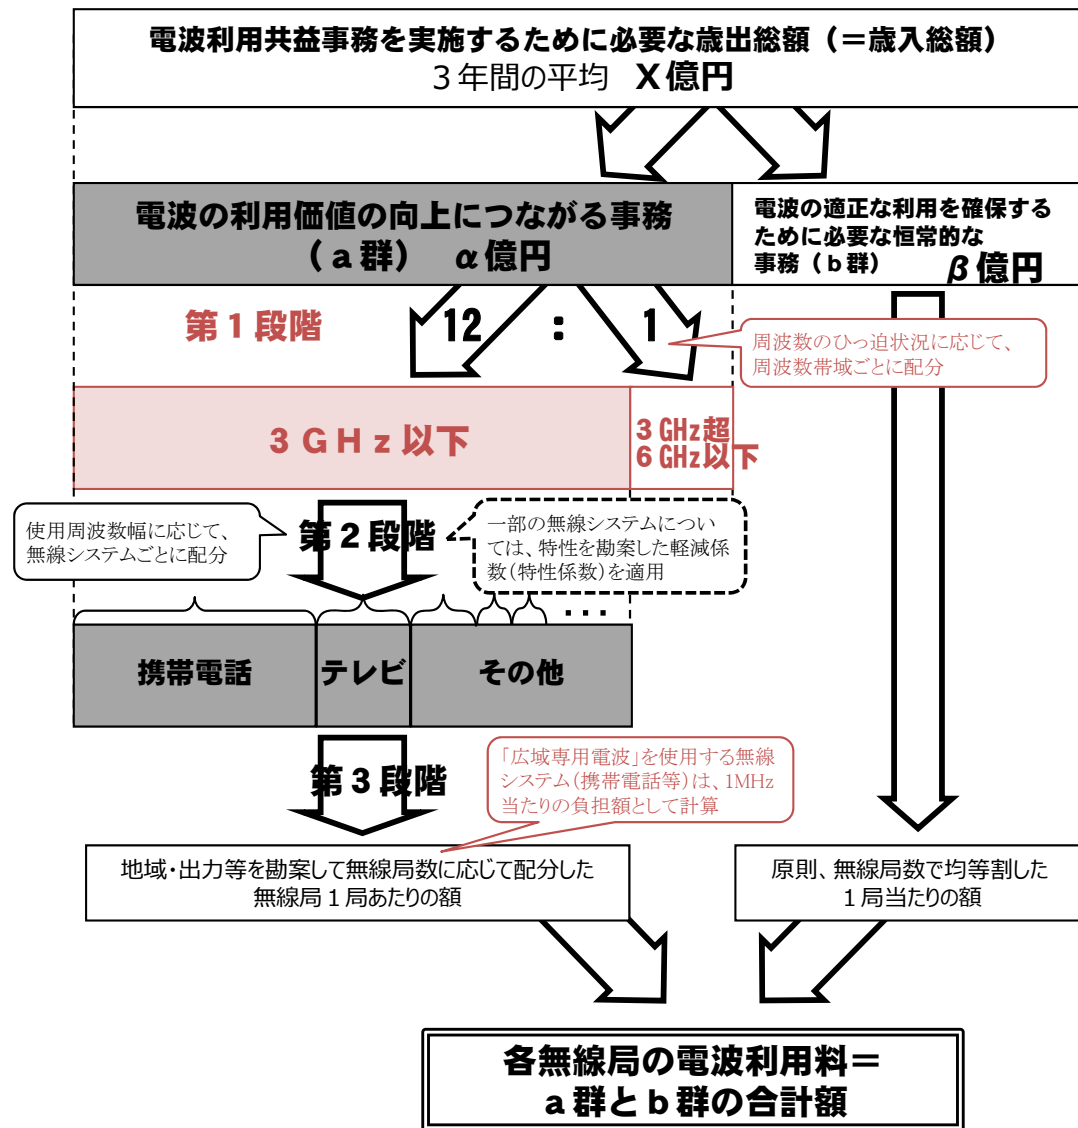 電波利用共益事務を実施するために必要な歳出総額（＝歳入総額）
３年間の平均　X億円
電波の利用価値の向上につながる事務
（ａ群）　α億円
電波の適正な利用を確保する
ために必要な恒常的な
事務（ｂ群）　β億円
第１段階
12　：　1
周波数のひっ迫状況に応じて、
周波数帯域ごとに配分
３ＧＨｚ以下
３GHz超
６GHz以下
使用周波数幅に応じて、
無線システムごとに配分
第２段階
一部の無線システムについ
ては、特性を勘案した軽減係
数（特性係数）を適用
･･･
携帯電話
テレビ
その他
第３段階
「広域専用電波」を使用する無線
システム（携帯電話等）は、1MHz
当たりの負担額として計算
地域・出力等を勘案して無線局数に応じて配分した
無線局１局あたりの額
原則、無線局数で均等割した
１局当たりの額
各無線局の電波利用料＝
ａ群とｂ群の合計額